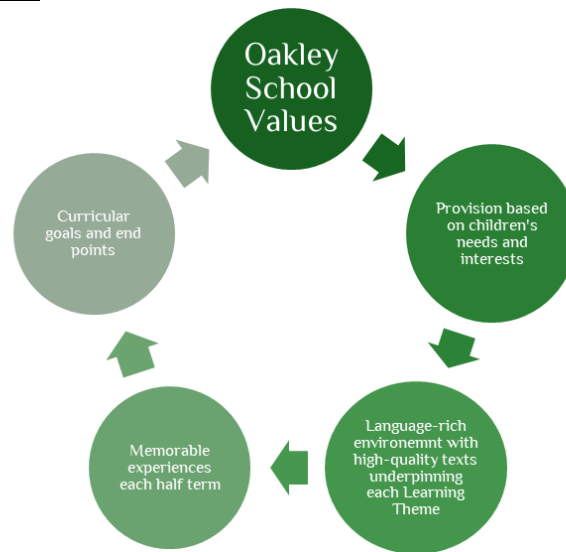 Oakley
School
Values
Provision based
on children's
needs and
interests
Language-rich
environemnt with
high-quality texts
underpinning
each Learning
Theme
Memorable
experiences
each half term
Curricular
goals and end
points